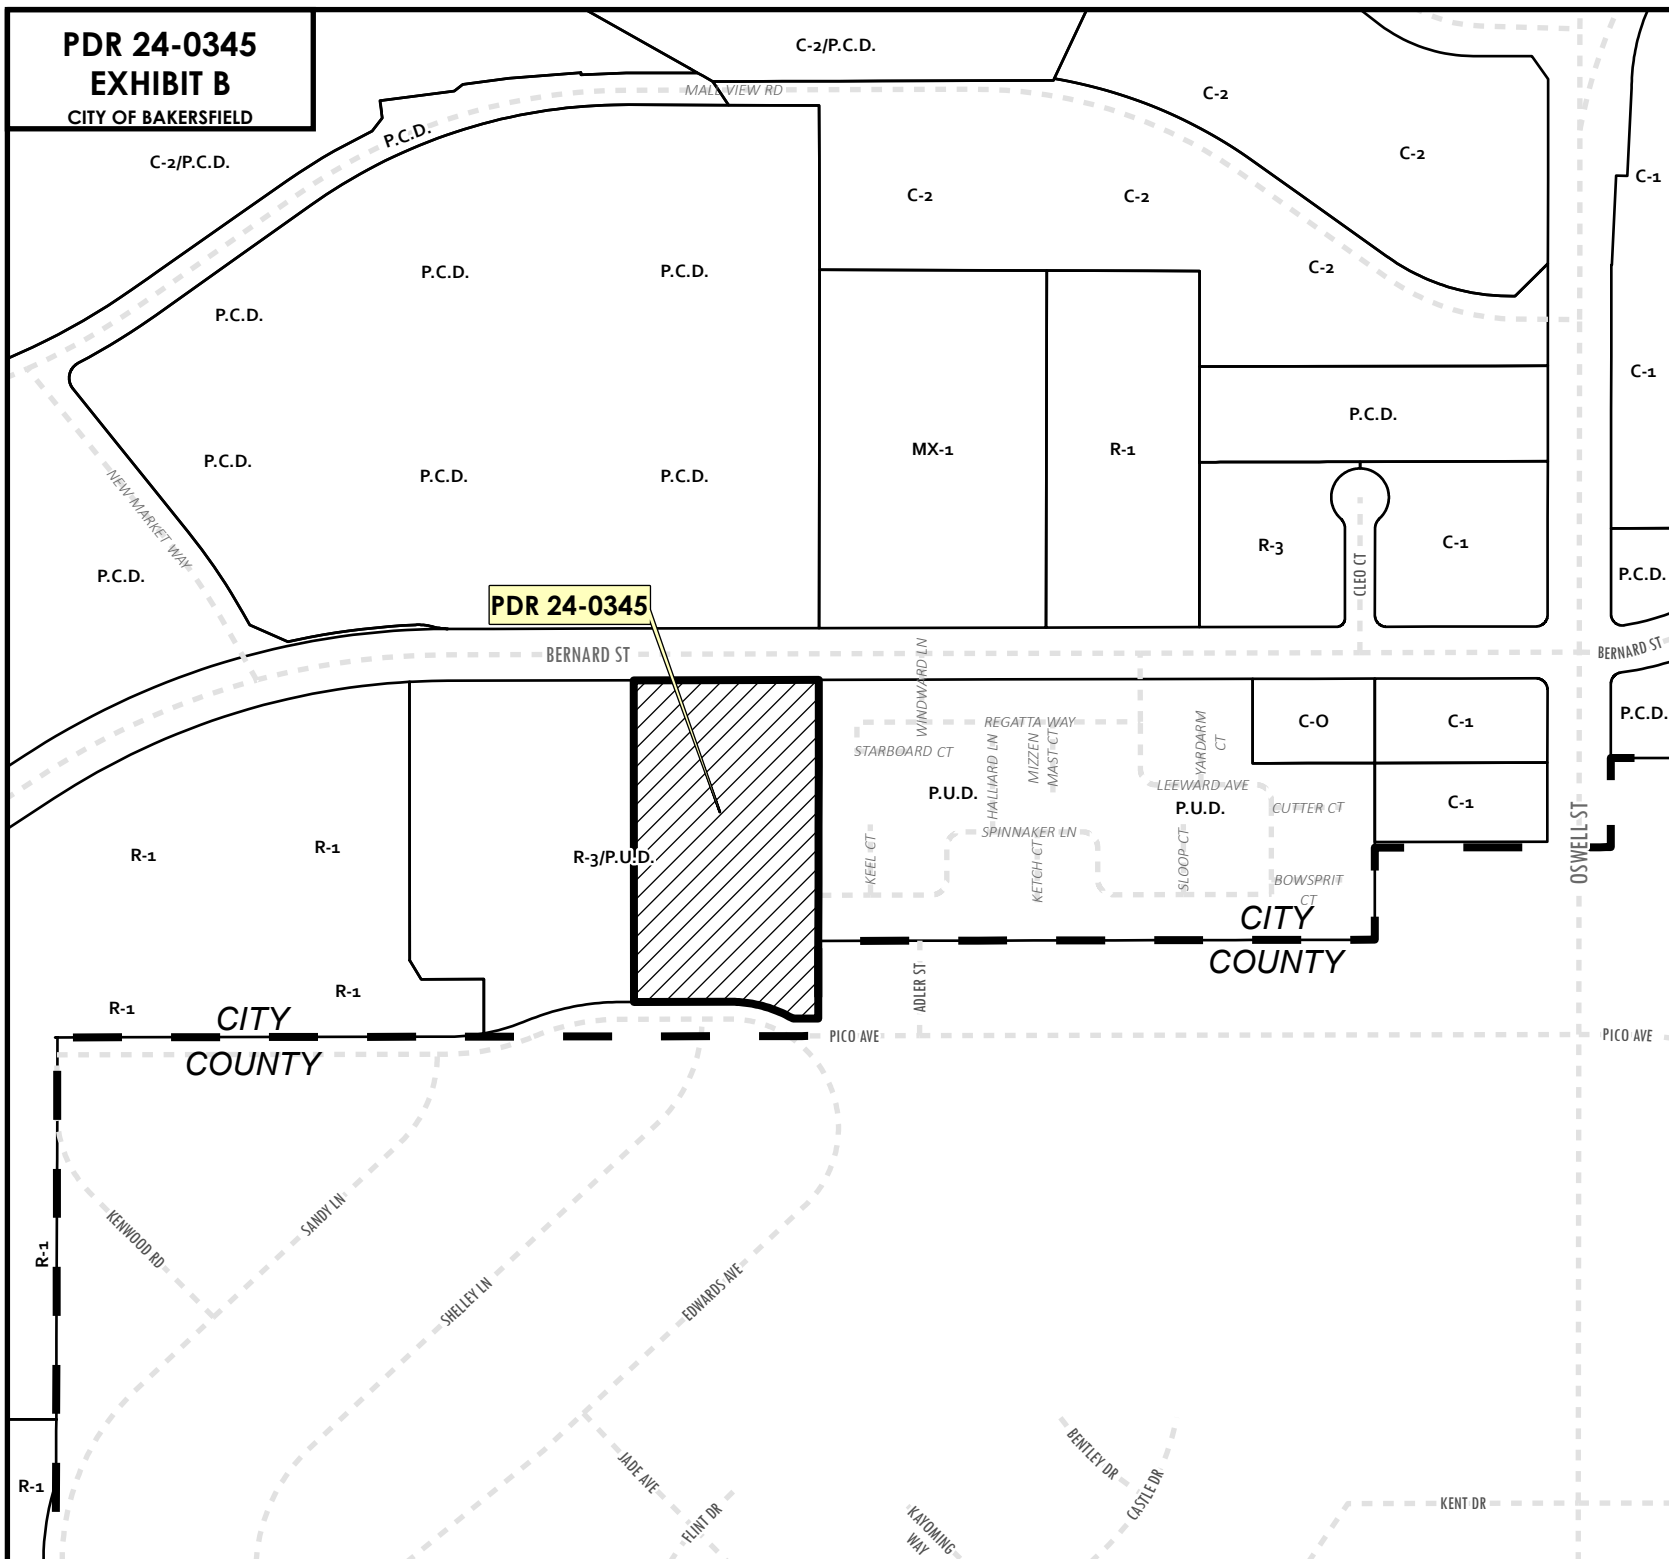 PDR 24-0345
EXHIBIT B
CITY OF BAKERSFIELD
C-2/P.C.D.
MALL VIEW RD
C-2
P.C.D.
C-2
C-2/P.C.D.
C-1
C-2
C-2
C-2
P.C.D.
P.C.D.
P.C.D.
C-1
P.C.D.
P.C.D.
P.C.D.
P.C.D.
MX-1
R-1
NEW MARKET WAY
R-3
C-1
CLEO CT
P.C.D.
P.C.D.
PDR 24-0345
BERNARD ST
BERNARD ST
WINDWARD LN
REGATTA WAY
STARBOARD CT
HALLIARD LN
MIZZEN
MAST CT
YARDARM
CT
C-O
C-1
P.C.D.
LEEWARD AVE
P.U.D.
P.U.D.
CUTTER CT
C-1
SPINNAKER LN
KEEL CT
KETCH CT
SLOOP CT
BOWSPRIT
CT
OSWELL ST
R-1
R-1
R-3/P.U.D.
CITY
COUNTY
ADLER ST
R-1
R-1
CITY
COUNTY
PICO AVE
PICO AVE
R-1
KENWOOD RD
SANDY LN
SHELLEY LN
EDWARDS AVE
R-1
JADE AVE
FLINT DR
KAYOMING
WAY
BENTLEY DR
CASTLE DR
KENT DR